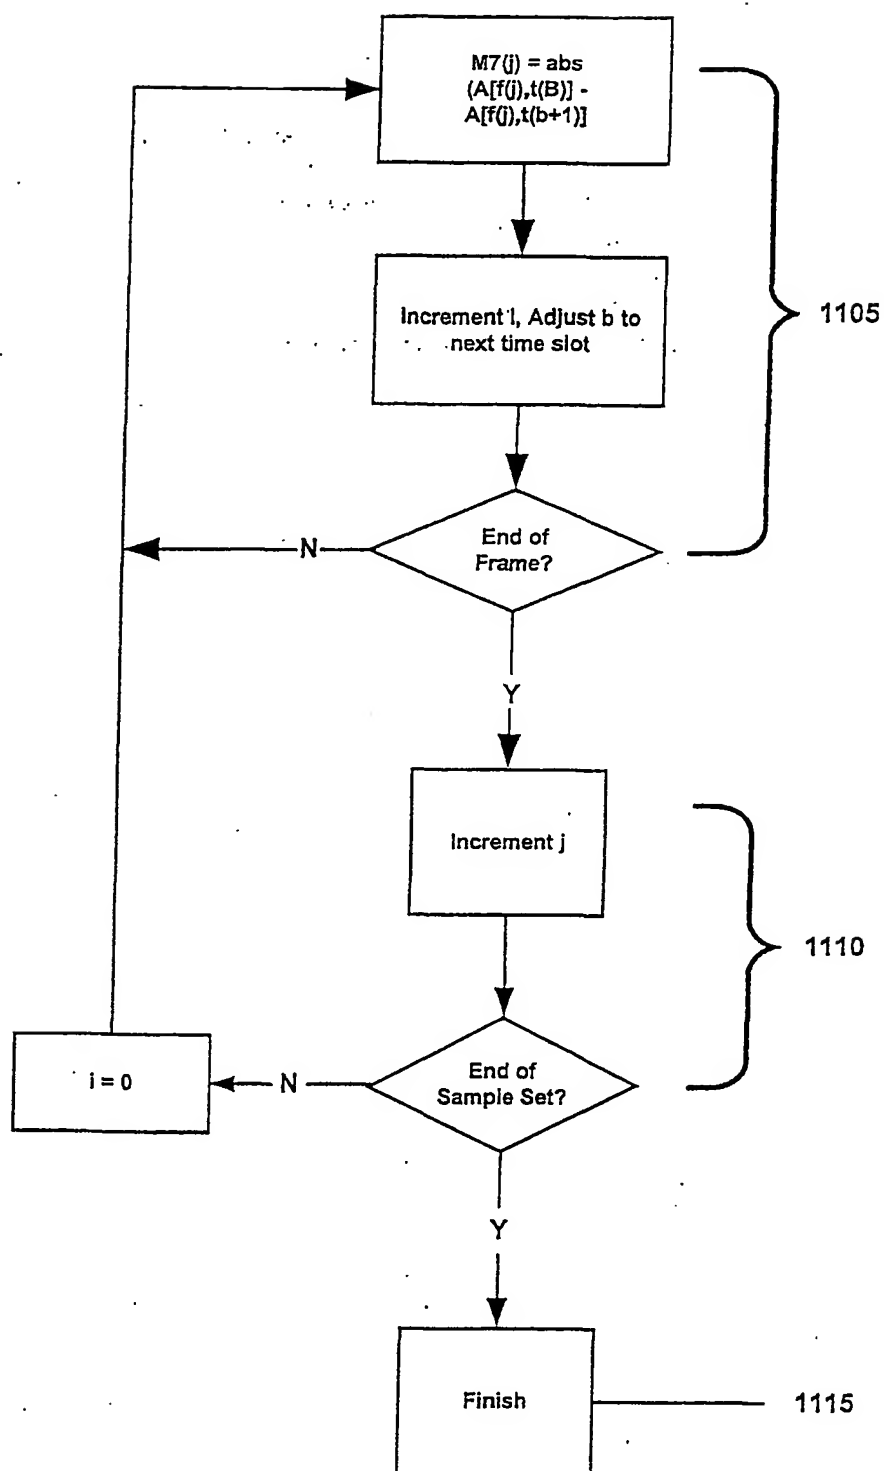 M7(j) = abs
(A[f(j),t(B)] -
A[f(j),t(b+1)]
Increment i, Adjust b to
next time slot
1105
End of
Frame?
N
Y
Increment j
1110
End of
Sample Set?
N
i = 0
Y
Finish
1115